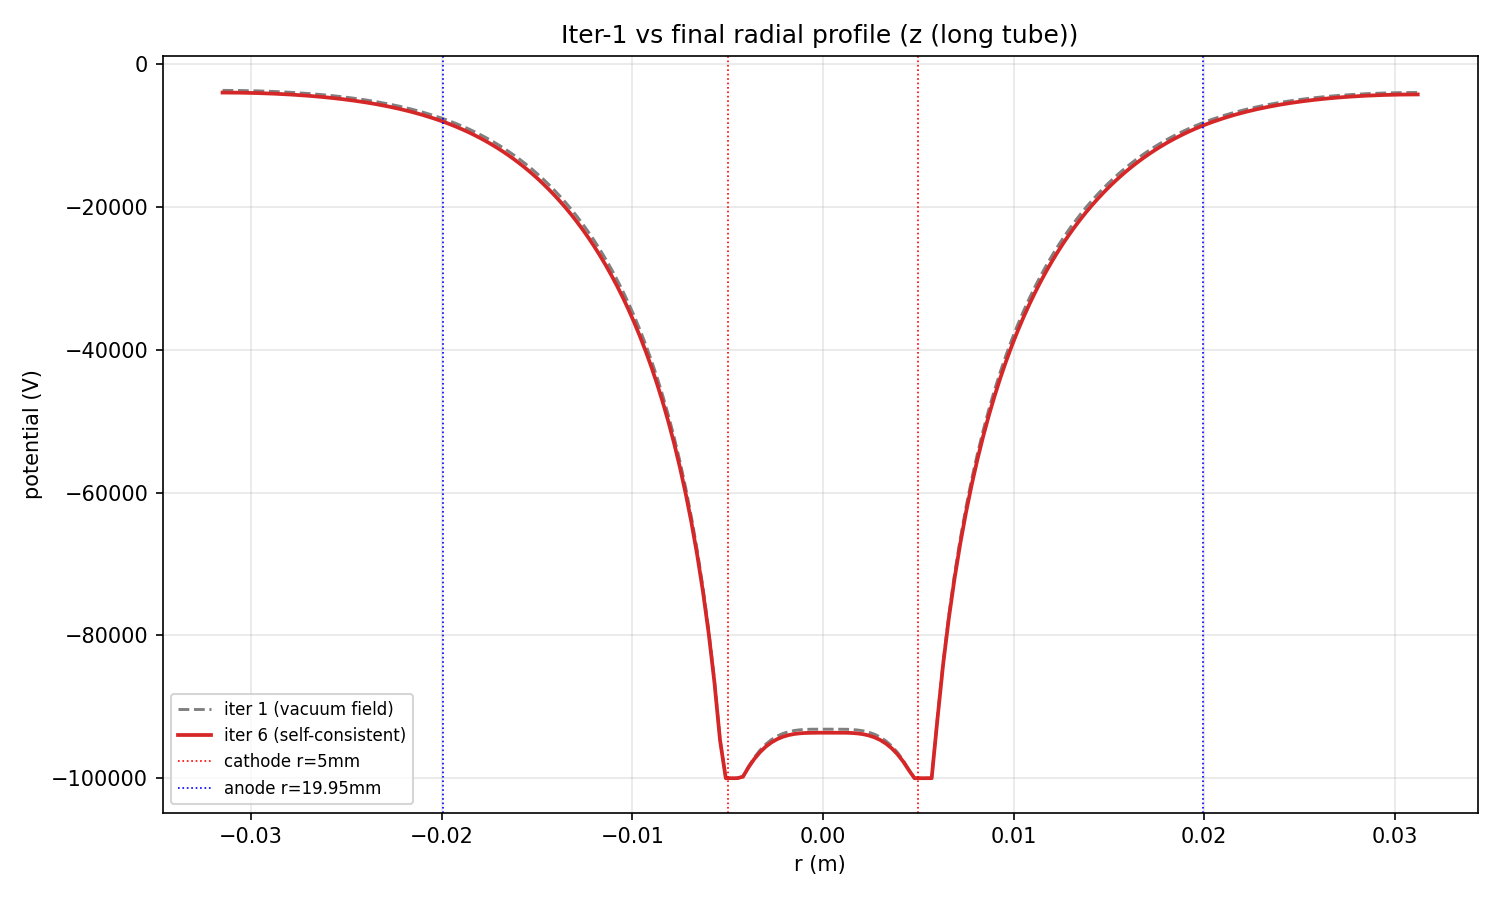 Iter-1 vs final radial profile (z (long tube))
0
−20000
−40000
−60000
−80000
−100000
potential (V)
iter 1 (vacuum field)
iter 6 (self-consistent)
cathode r=5mm
anode r=19.95mm
−0.03 −0.02 −0.01 0.00 0.01 0.02 0.03
r (m)